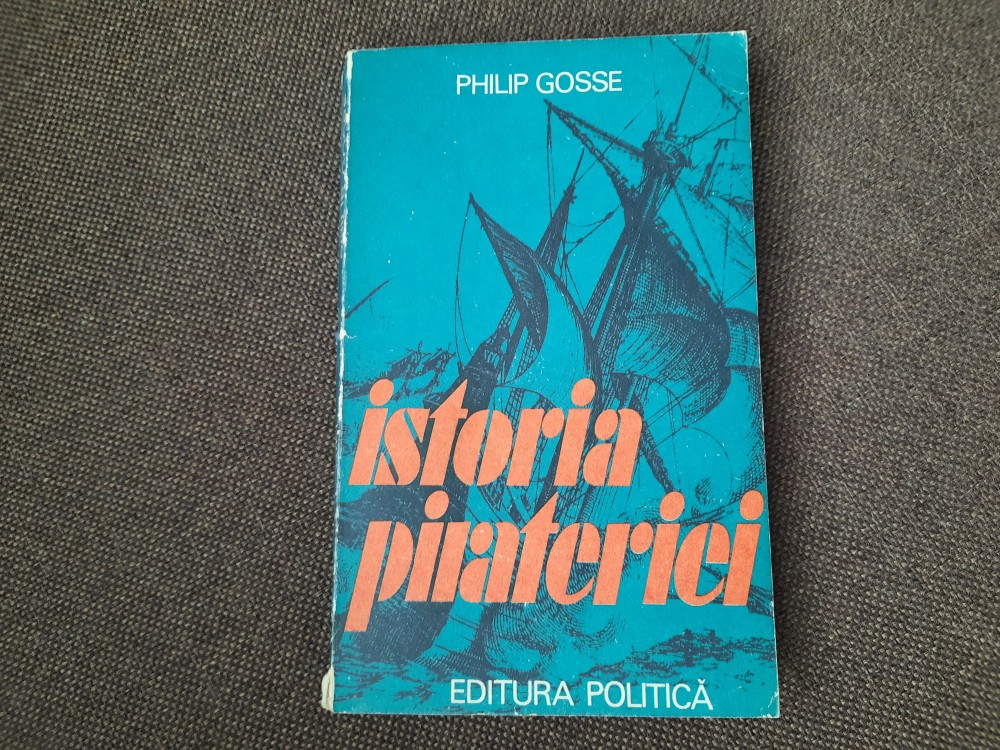 PHILIP GOSSE
istoria
pirateriei
EDITURA POLITICĂ